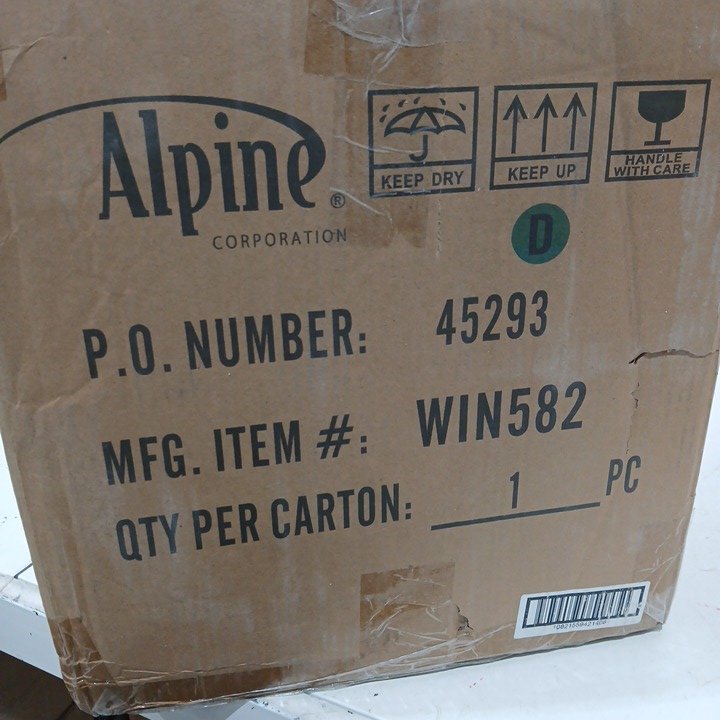 Alpine®
CORPORATION
KEEP DRY
KEEP UP
HANDLE
WITH CARE
D
P.O. NUMBER: 45293
MFG. ITEM #: WIN582
QTY PER CARTON: 1 PC